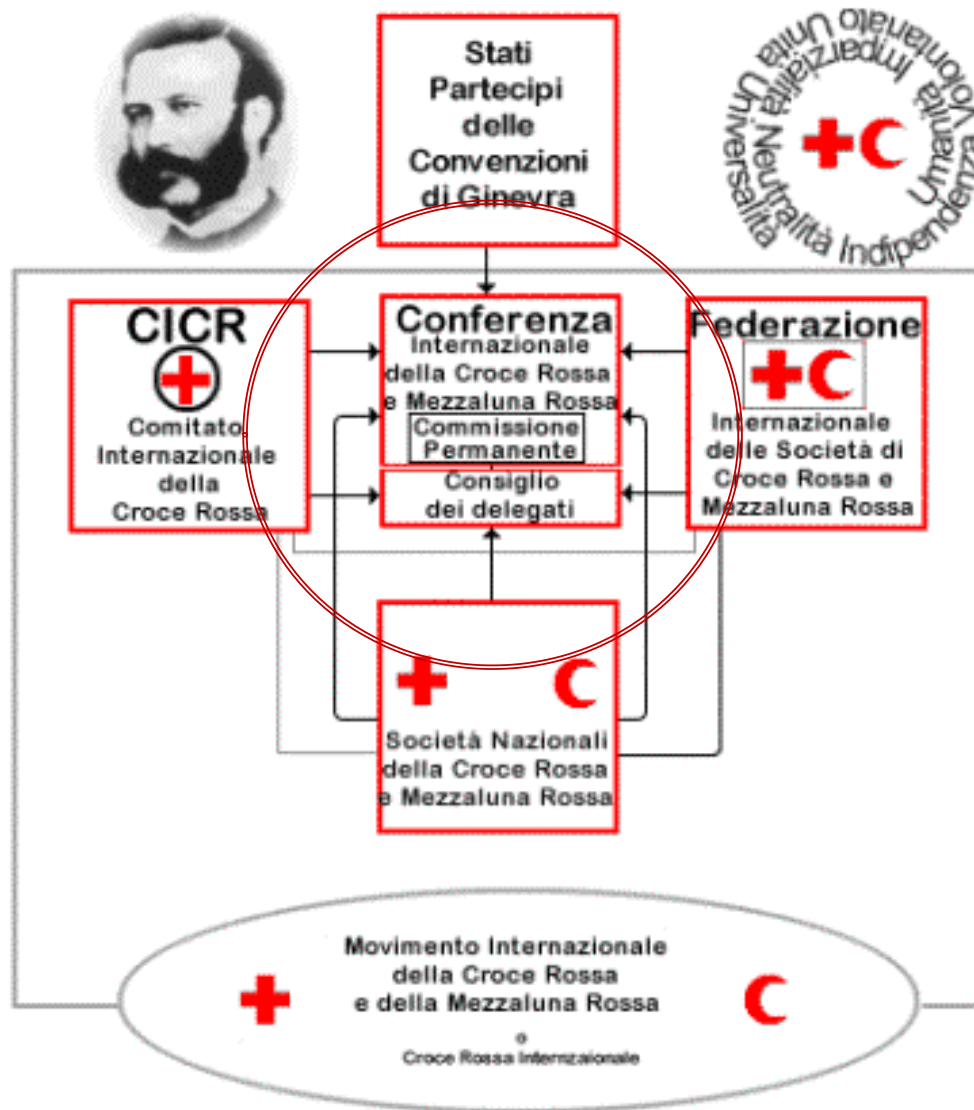 Stati
Partecipi
delle
Convenzioni
di Ginevra
Umanità Imparzialità Neutralità Indipendenza
Volontariato Unità Universalità
CICR
Comitato
Internazionale
della
Croce Rossa
Conferenza
Internazionale
della Croce Rossa
e Mezzaluna Rossa
Commissione
Permanente
Consiglio
dei delegati
Federazione
Internazionale
delle Società di
Croce Rossa e
Mezzaluna Rossa
Società Nazionali
della Croce Rossa
e Mezzaluna Rossa
Movimento Internazionale
della Croce Rossa
e della Mezzaluna Rossa
o
Croce Rossa Internzaionale